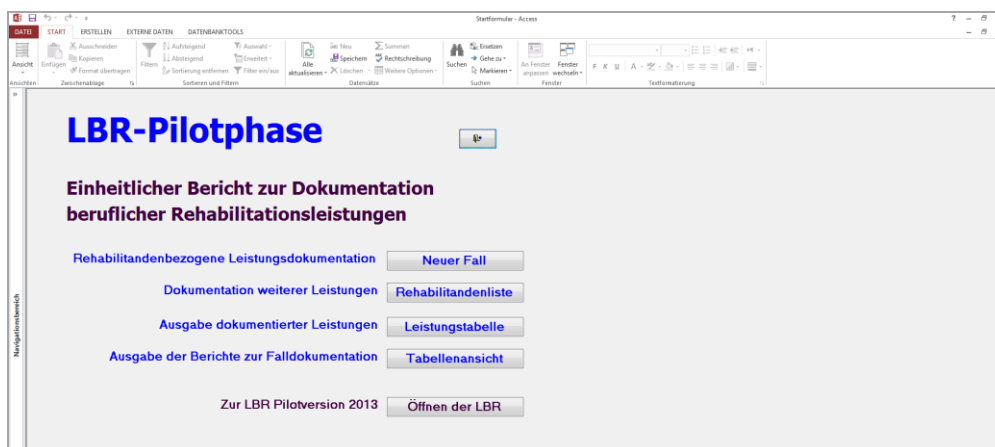 Startformular - Access
DATEI START ERSTELLEN EXTERNE DATEN DATENBANKTOOLS
Ansicht
Einfügen
Ausschneiden
Kopieren
Format übertragen
Filtern
Aufsteigend
Absteigend
Sortierung entfernen
Auswahl
Erweitert
Filter ein/aus
Alle
aktualisieren
Neu
Speichern
Löschen
Summen
Rechtschreibung
Weitere Optionen
Suchen
Ersetzen
Gehe zu
Markieren
An Fenster
anpassen
Fenster
wechseln
F K U A
Ansichten Zwischenablage Sortieren und Filtern Datensätze Suchen Fenster Textformatierung
Navigationsbereich
LBR-Pilotphase
Einheitlicher Bericht zur Dokumentation
beruflicher Rehabilitationsleistungen
Rehabilitandenbezogene Leistungsdokumentation Neuer Fall
Dokumentation weiterer Leistungen Rehabilitandenliste
Ausgabe dokumentierter Leistungen Leistungstabelle
Ausgabe der Berichte zur Falldokumentation Tabellenansicht
Zur LBR Pilotversion 2013 Öffnen der LBR